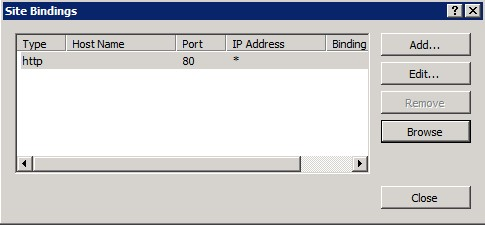 Site Bindings
Type Host Name Port IP Address Binding
http 80 *
Add...
Edit...
Remove
Browse
Close